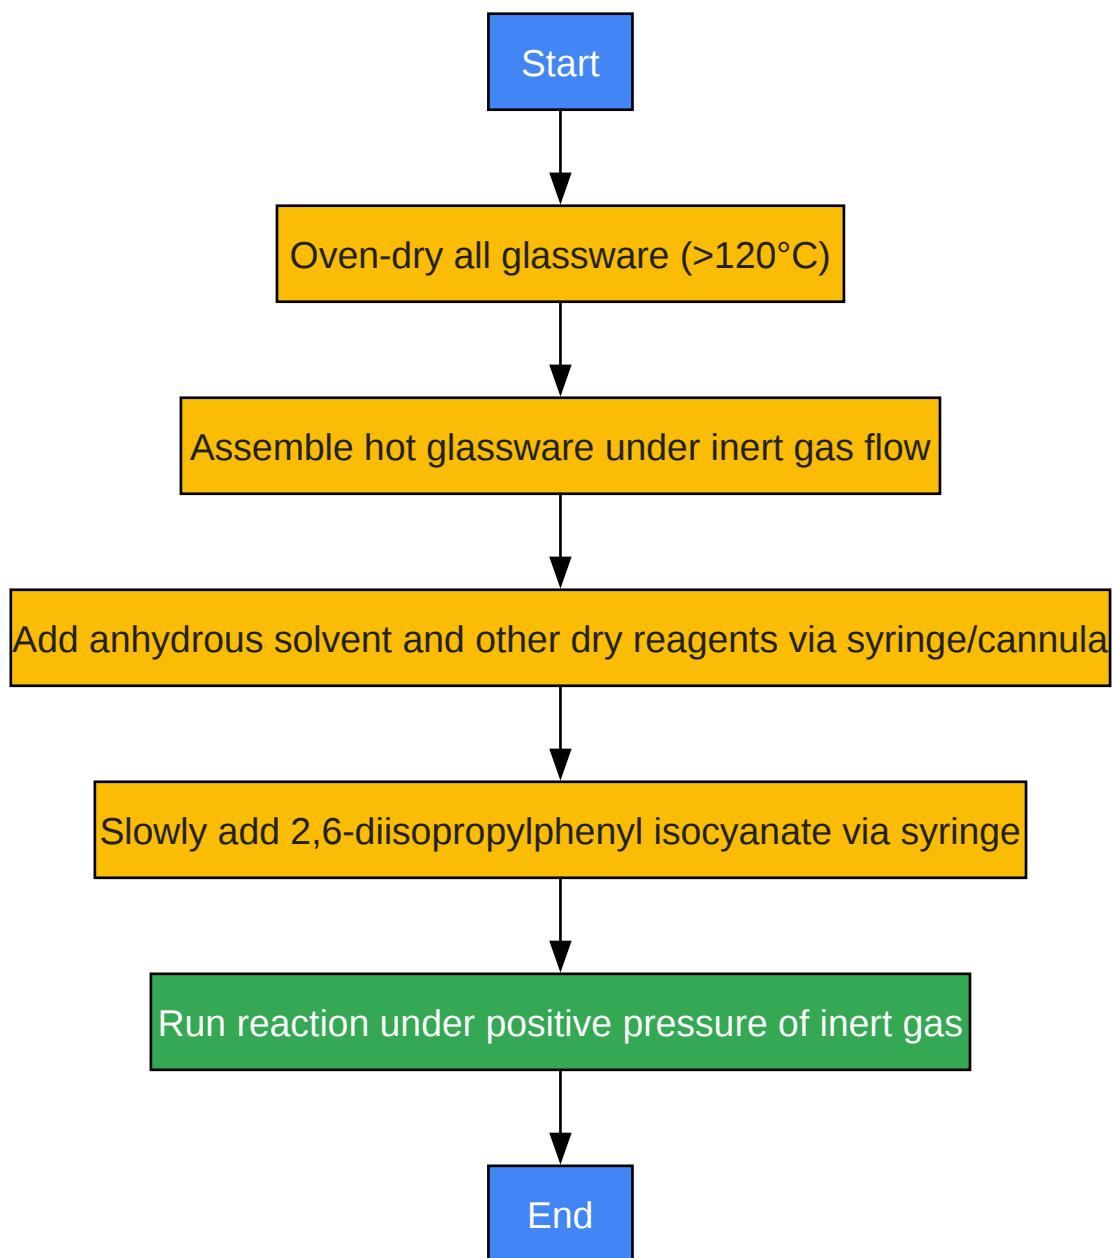 Start
Oven-dry all glassware (>120°C)
Assemble hot glassware under inert gas flow
Add anhydrous solvent and other dry reagents via syringe/cannula
Slowly add 2,6-diisopropylphenyl isocyanate via syringe
Run reaction under positive pressure of inert gas
End